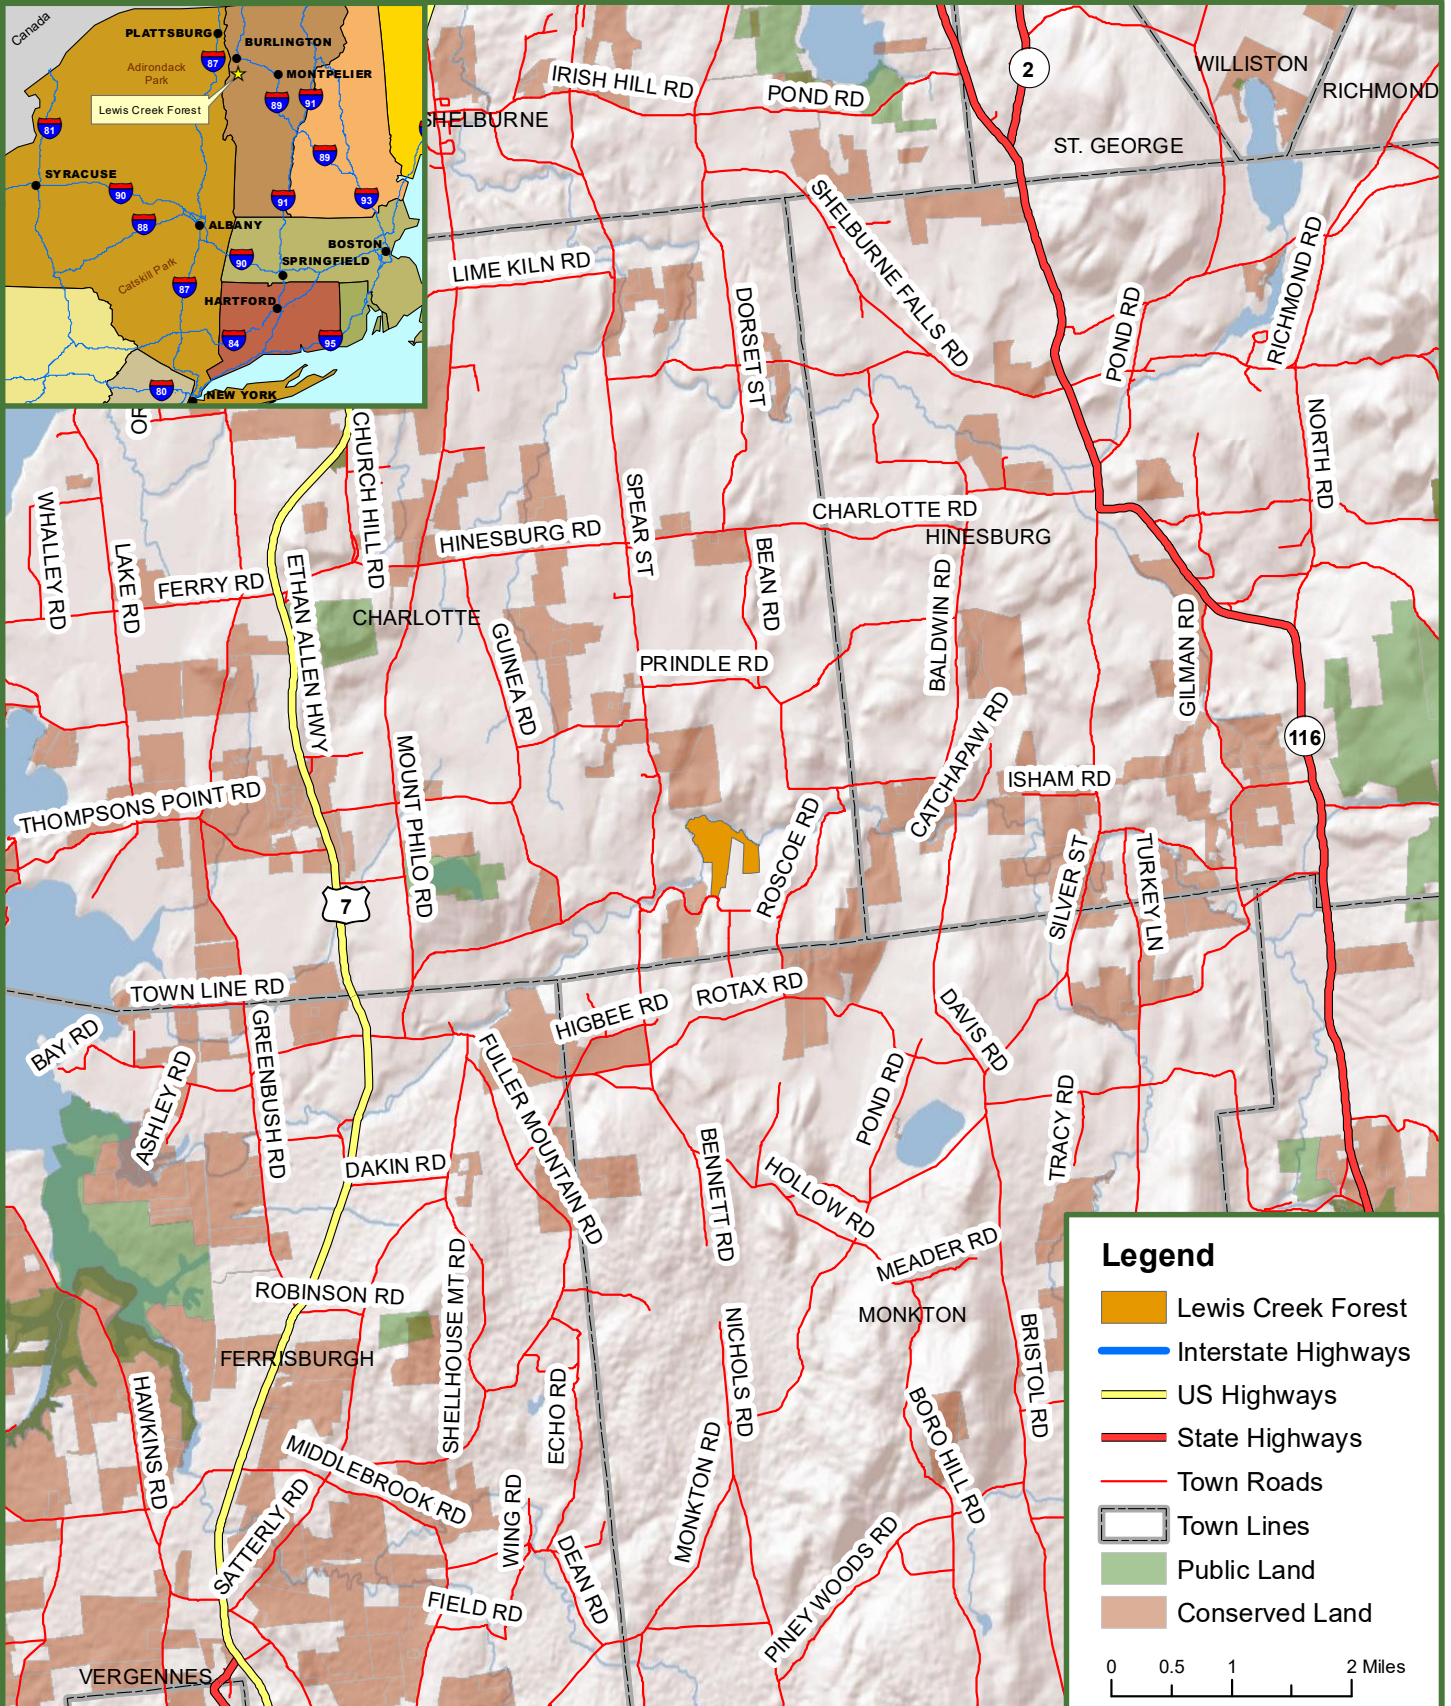 Canada
PLATTSBURG
BURLINGTON
87
Adirondack
Park
MONTPELIER
Lewis Creek Forest
89
91
81
89
SYRACUSE
90
91
93
88
ALBANY
BOSTON
90
SPRINGFIELD
Catskill Park
87
HARTFORD
84
95
80
NEW YORK
2
IRISH HILL RD
POND RD
WILLISTON
RICHMOND
SHELBURNE
ST. GEORGE
SHELBURNE FALLS RD
LIME KILN RD
DORSET ST
POND RD
RICHMOND RD
NORTH RD
CHURCH HILL RD
SPEAR ST
WHALLEY RD
LAKE RD
HINESBURG RD
CHARLOTTE RD
HINESBURG
FERRY RD
ETHAN ALLEN HWY
BEAN RD
BALDWIN RD
GILMAN RD
CHARLOTTE
GUINEA RD
PRINDLE RD
CATCHAPAW RD
116
MOUNT PHILO RD
ISHAM RD
THOMPSONS POINT RD
ROSCOE RD
SILVER ST
TURKEY LN
7
TOWN LINE RD
HIGBEE RD
ROTAX RD
DAVIS RD
BAY RD
GREENBUSH RD
ASHLEY RD
FULLER MOUNTAIN RD
POND RD
TRACY RD
BENNETT RD
DAKIN RD
HOLLOW RD
MEADER RD
SHELLHOUSE MT RD
ROBINSON RD
MONKTON
FERRISBURGH
NICHOLS RD
BRISTOL RD
HAWKINS RD
ECHO RD
BORO HILL RD
MIDDLEBROOK RD
MONKTON RD
SATTERLY RD
WING RD
DEAN RD
PINEY WOODS RD
FIELD RD
VERGENNES
Legend
Lewis Creek Forest
Interstate Highways
US Highways
State Highways
Town Roads
Town Lines
Public Land
Conserved Land
0 0.5 1 2 Miles